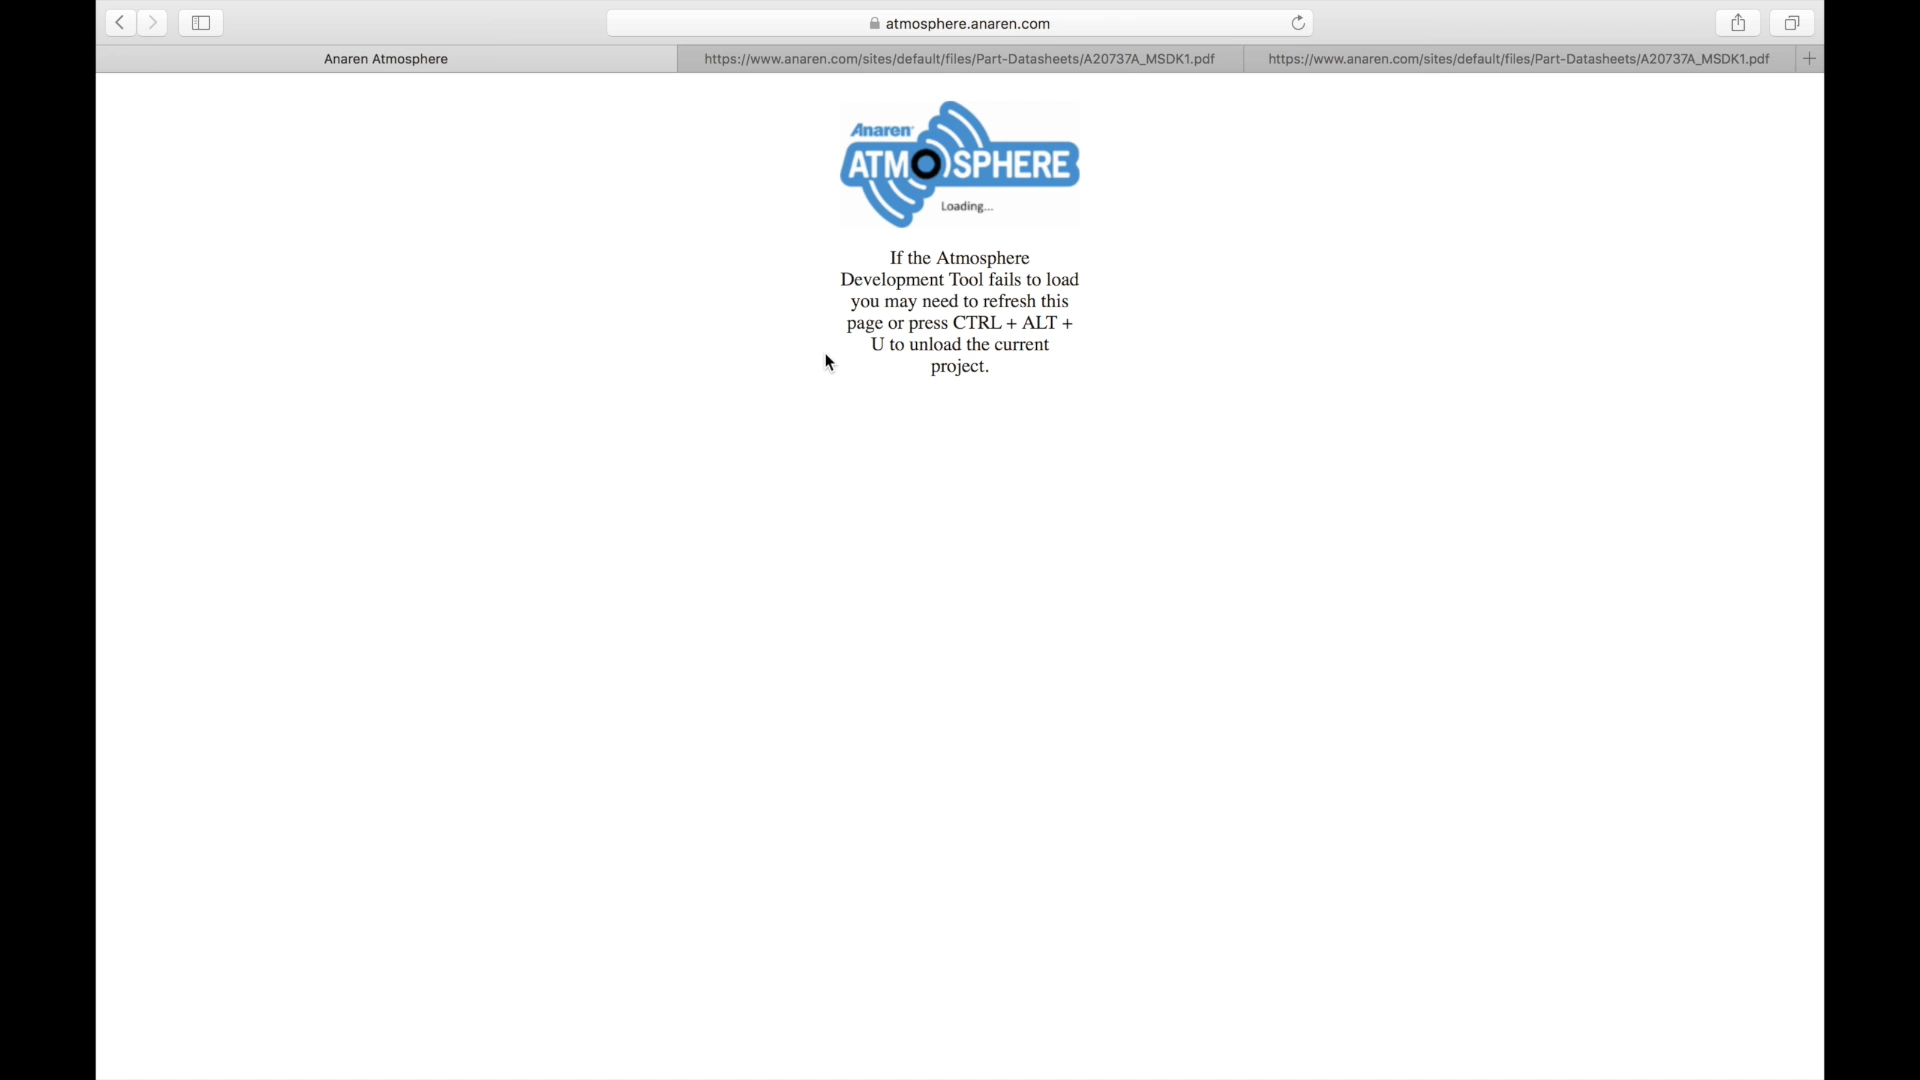 atmosphere.anaren.com
Anaren Atmosphere
https://www.anaren.com/sites/default/files/Part-Datasheets/A20737A_MSDK1.pdf
https://www.anaren.com/sites/default/files/Part-Datasheets/A20737A_MSDK1.pdf
Anaren
ATMOSPHERE
Loading...
If the Atmosphere
Development Tool fails to load
you may need to refresh this
page or press CTRL + ALT +
U to unload the current
project.